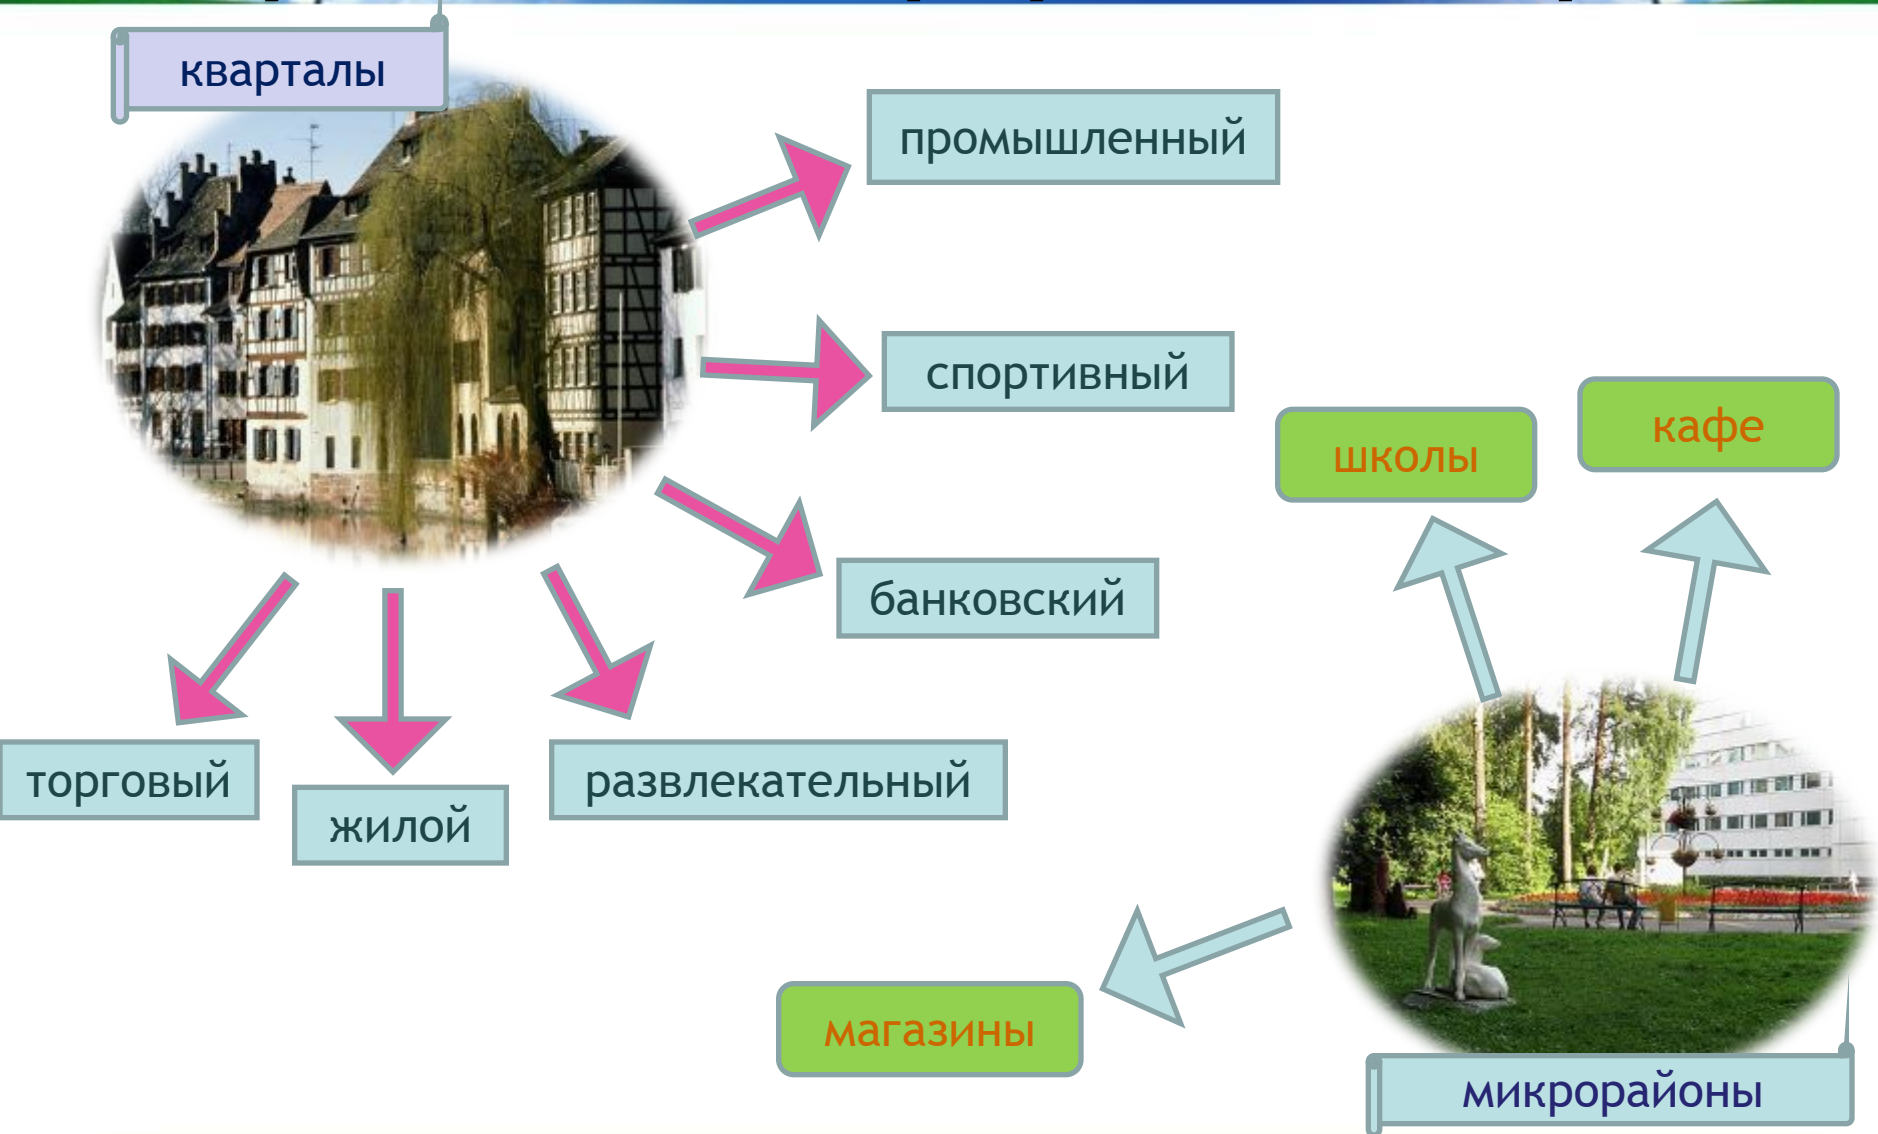 кварталы
промышленный
спортивный
кафе
школы
банковский
торговый
развлекательный
жилой
магазины
микрорайоны